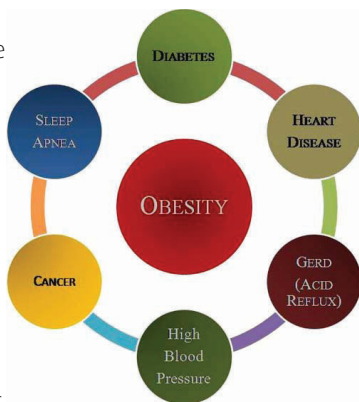 e
DIABETES
SLEEP
APNEA
HEART
DISEASE
OBESITY
CANCER
GERD
(ACID
REFLUX)
High
Blood
Pressure